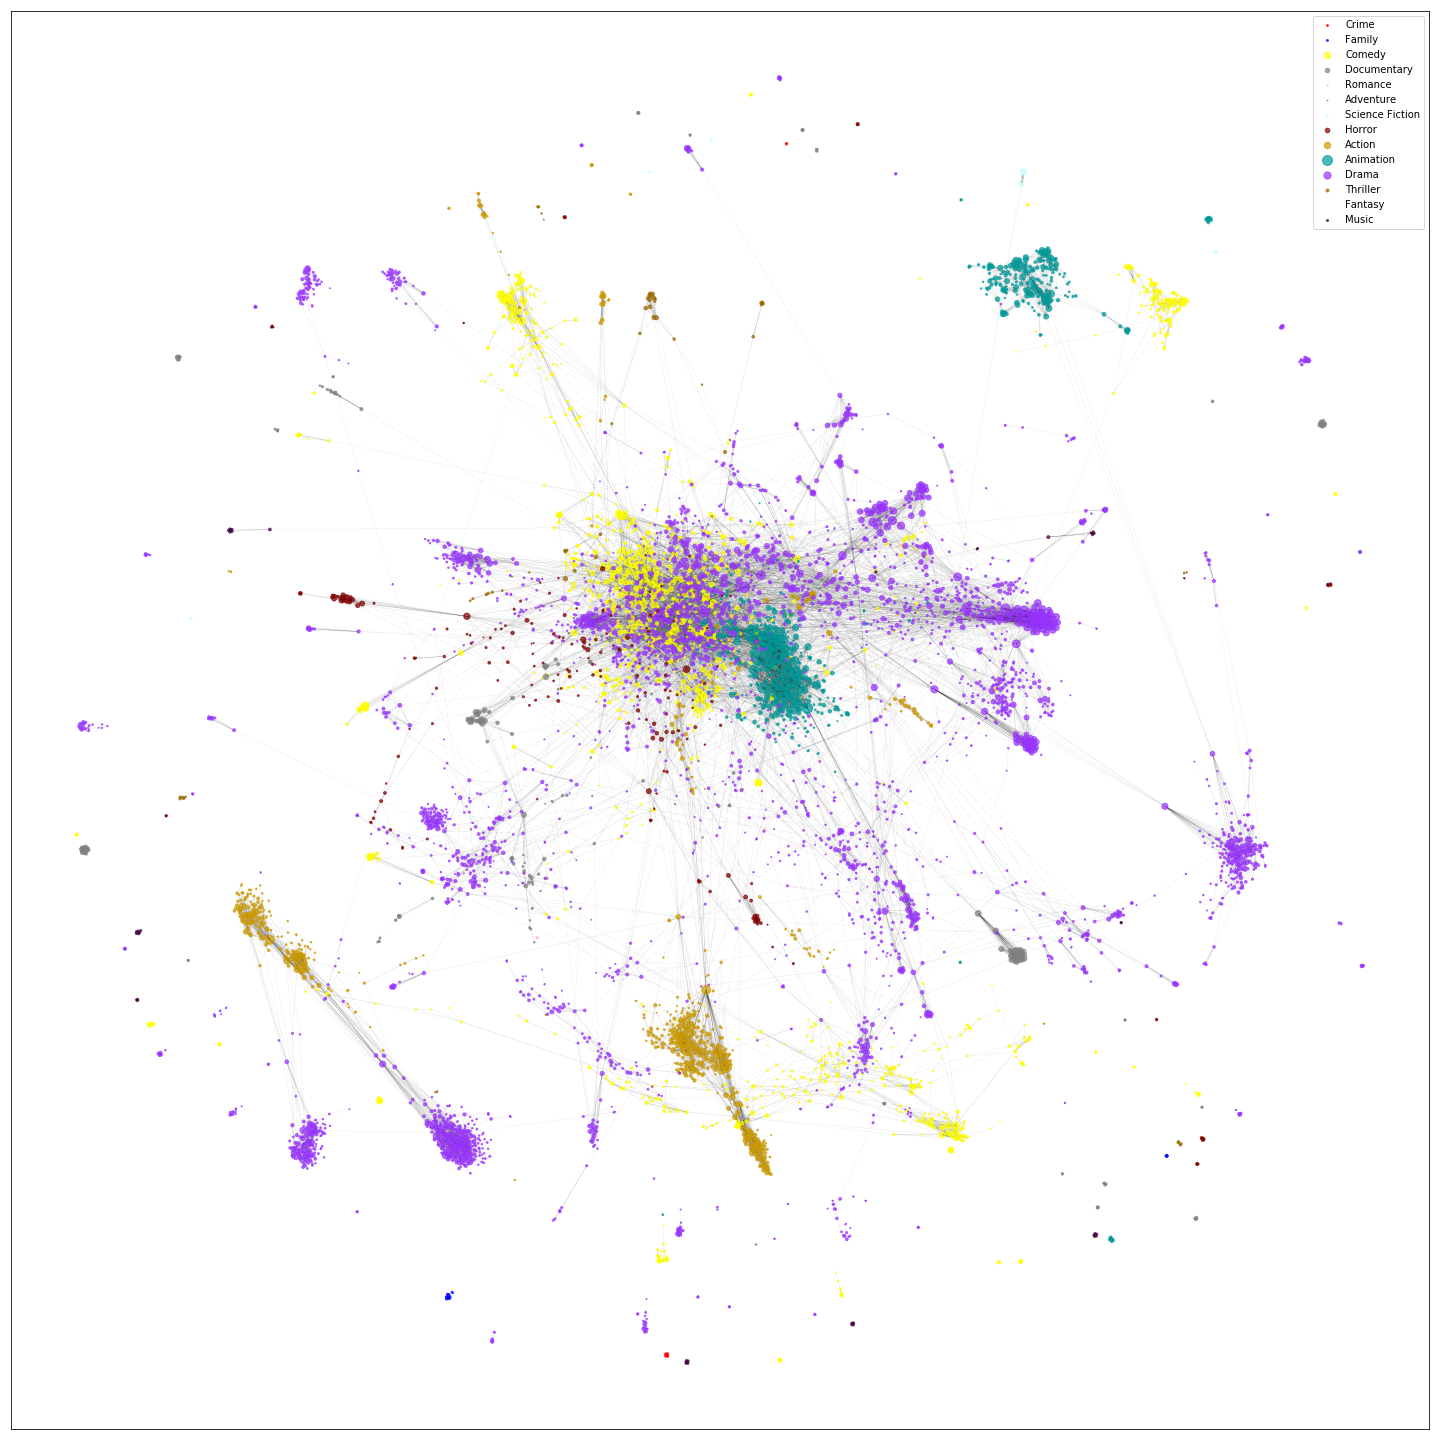 Crime
Family
Comedy
Documentary
Romance
Adventure
Science Fiction
Horror
Action
Animation
Drama
Thriller
Fantasy
Music